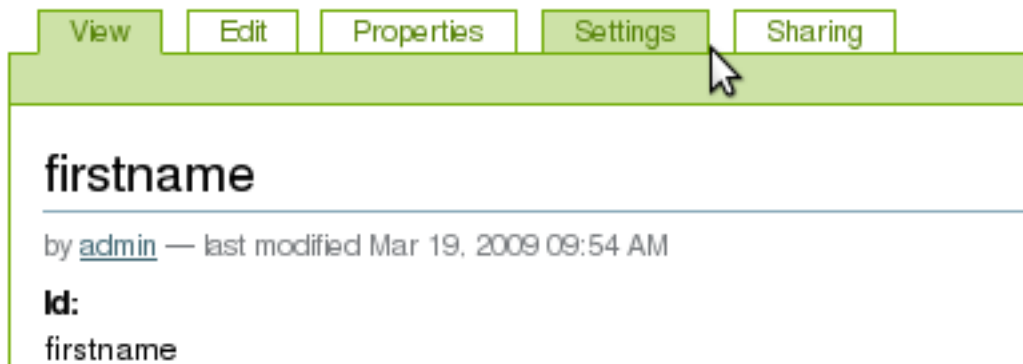 View Edit Properties Settings Sharing
firstname
by admin — last modified Mar 19, 2009 09:54 AM
Id:
firstname